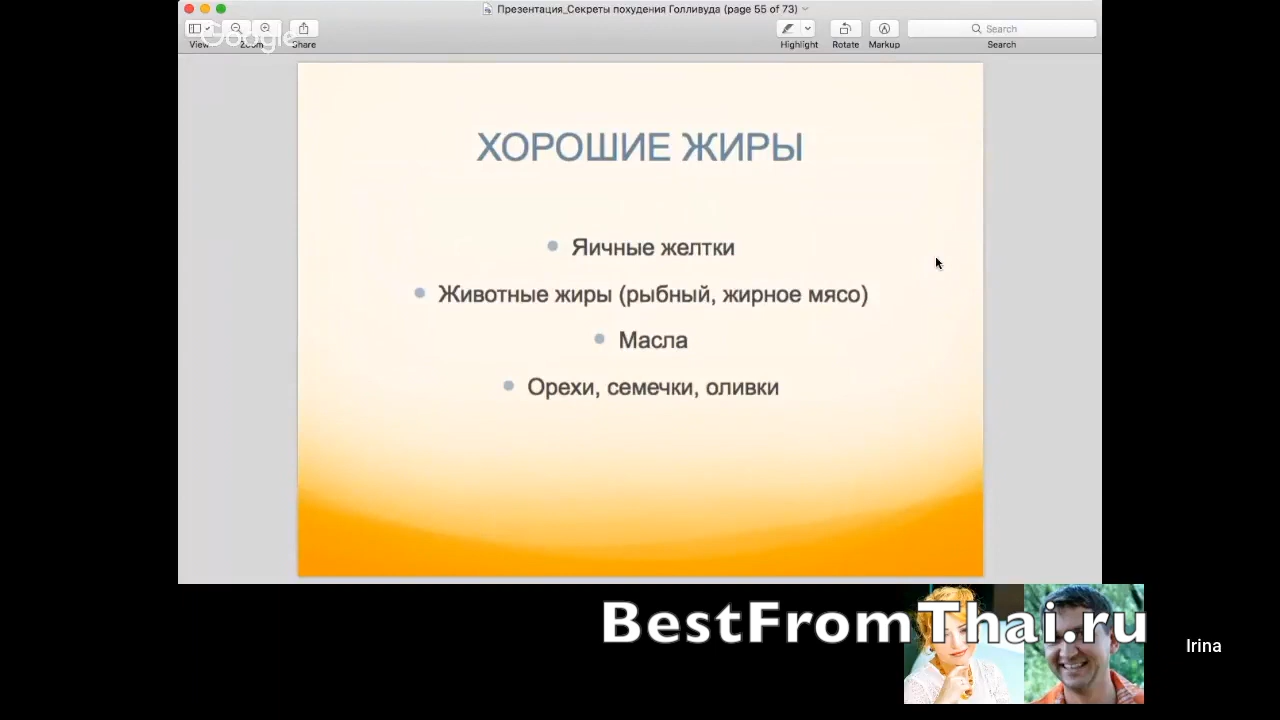 Презентация_Секреты похудения Голливуда (page 55 of 73)
Google
View Zoom Share Highlight Rotate Markup Search
Search
ХОРОШИЕ ЖИРЫ
Яичные желтки
Животные жиры (рыбный, жирное мясо)
Масла
Орехи, семечки, оливки
BestFromThai.ru
Irina